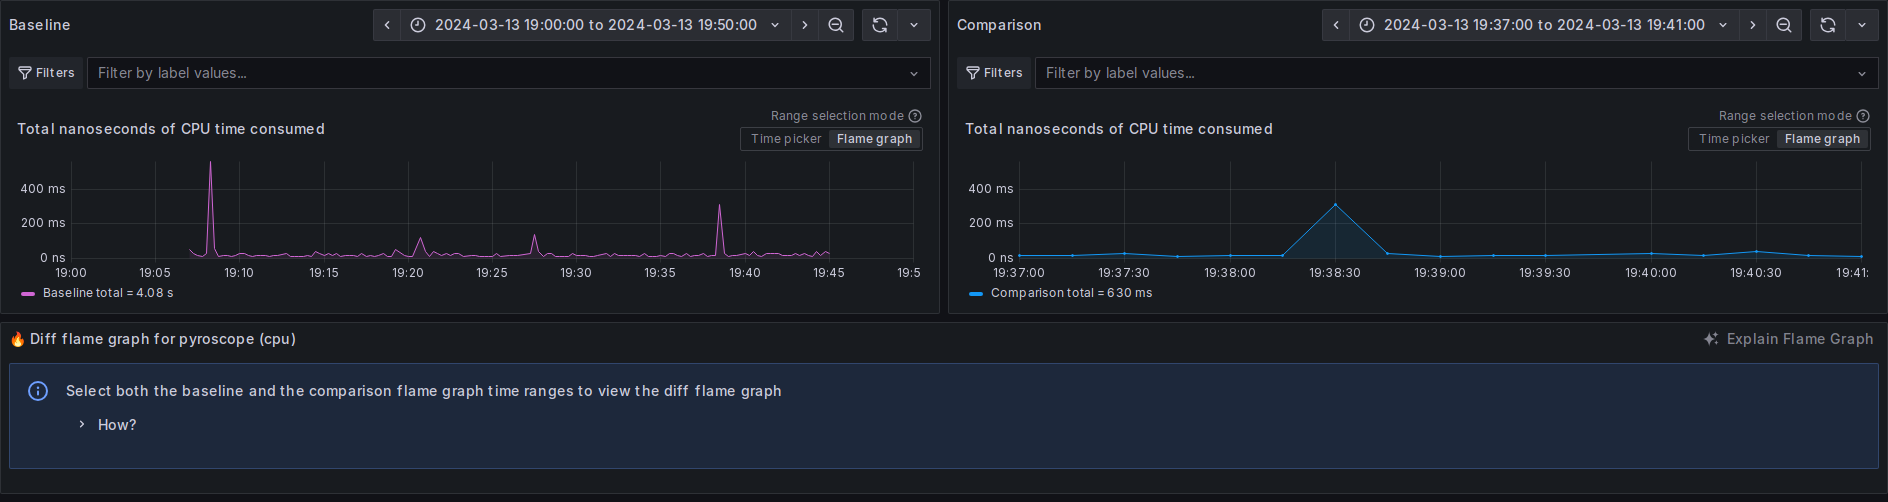 Baseline
2024-03-13 19:00:00 to 2024-03-13 19:50:00
Filters
Filter by label values...
Range selection mode
Total nanoseconds of CPU time consumed
Time picker
Flame graph
400 ms
200 ms
0 ns
19:00 19:05 19:10 19:15 19:20 19:25 19:30 19:35 19:40 19:45 19:5
Baseline total = 4.08 s
Comparison
2024-03-13 19:37:00 to 2024-03-13 19:41:00
Filters
Filter by label values...
Range selection mode
Total nanoseconds of CPU time consumed
Time picker
Flame graph
400 ms
200 ms
0 ns
19:37:00 19:37:30 19:38:00 19:38:30 19:39:00 19:39:30 19:40:00 19:40:30 19:41:
Comparison total = 630 ms
🔥 Diff flame graph for pyroscope (cpu)
Explain Flame Graph
Select both the baseline and the comparison flame graph time ranges to view the diff flame graph
How?